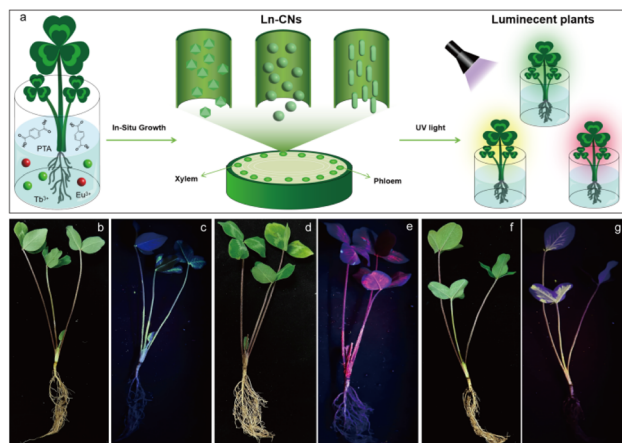 a
Ln-CNs
Luminecent plants
In-Situ Growth
UV light
PTA
Xylem
Phloem
Tb³⁺
Eu³⁺
b
c
d
e
f
g